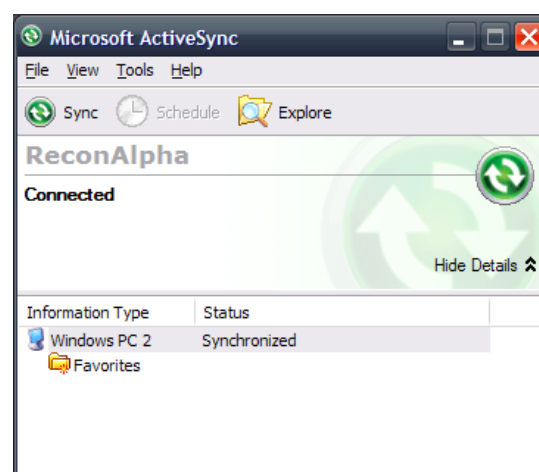 Microsoft ActiveSync
File View Tools Help
Sync Schedule Explore
ReconAlpha
Connected
Hide Details
Information Type Status
Windows PC 2 Synchronized
Favorites